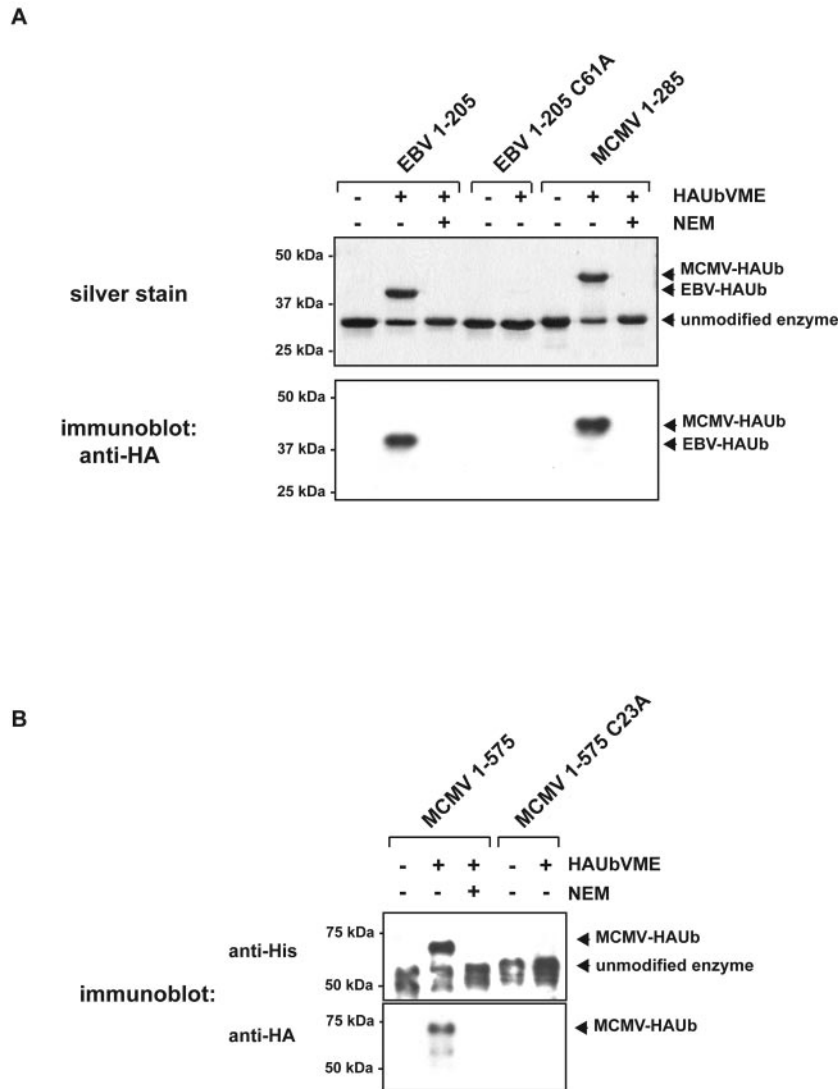 A
EBV 1-205
EBV 1-205 C61A
MCMV 1-285
- + + - + - + + HAUbVME
- - + - - - - + NEM
50 kDa
37 kDa
25 kDa
silver stain
MCMV-HAUb
EBV-HAUb
unmodified enzyme
50 kDa
37 kDa
25 kDa
immunoblot:
anti-HA
MCMV-HAUb
EBV-HAUb
B
MCMV 1-575
MCMV 1-575 C23A
- + + - + HAUbVME
- - + - - NEM
immunoblot:
anti-His
75 kDa
50 kDa
MCMV-HAUb
unmodified enzyme
anti-HA
75 kDa
50 kDa
MCMV-HAUb